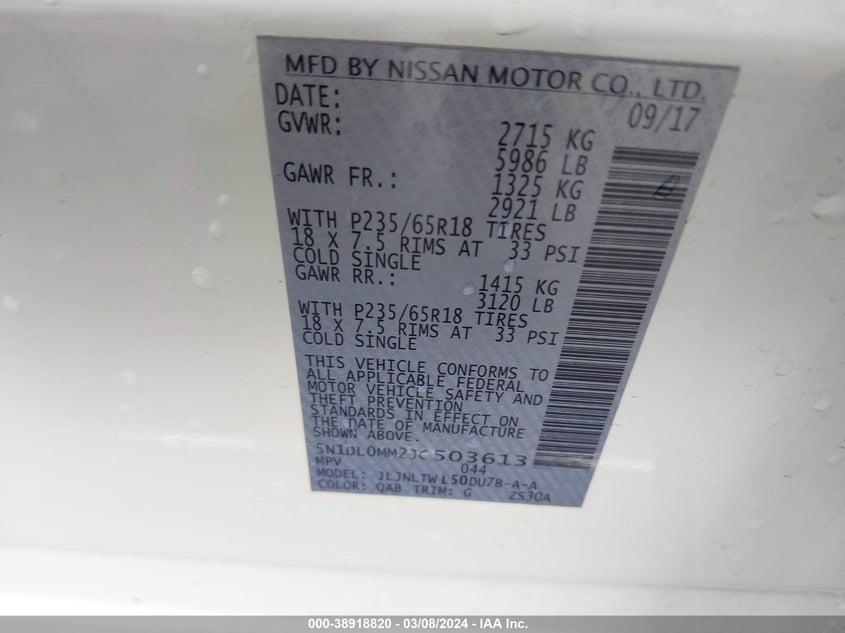 MFD BY NISSAN MOTOR CO., LTD.
DATE: 09/17
GVWR: 2715 KG
5986 LB
GAWR FR.: 1325 KG
2921 LB
WITH P235/65R18 TIRES
18 X 7.5 RIMS AT 33 PSI
COLD SINGLE
GAWR RR.: 1415 KG
3120 LB
WITH P235/65R18 TIRES
18 X 7.5 RIMS AT 33 PSI
COLD SINGLE
THIS VEHICLE CONFORMS TO
ALL APPLICABLE FEDERAL
MOTOR VEHICLE SAFETY AND
THEFT PREVENTION
STANDARDS IN EFFECT ON
THE DATE OF MANUFACTURE
SHOWN ABOVE.
5N1DL0MM2JC503613
MPV 044
MODEL: JLJNLTWL50DU7B-A-A
COLOR: QAB TRIM: G ZS30A
000-38918820 - 03/08/2024 - IAA Inc.